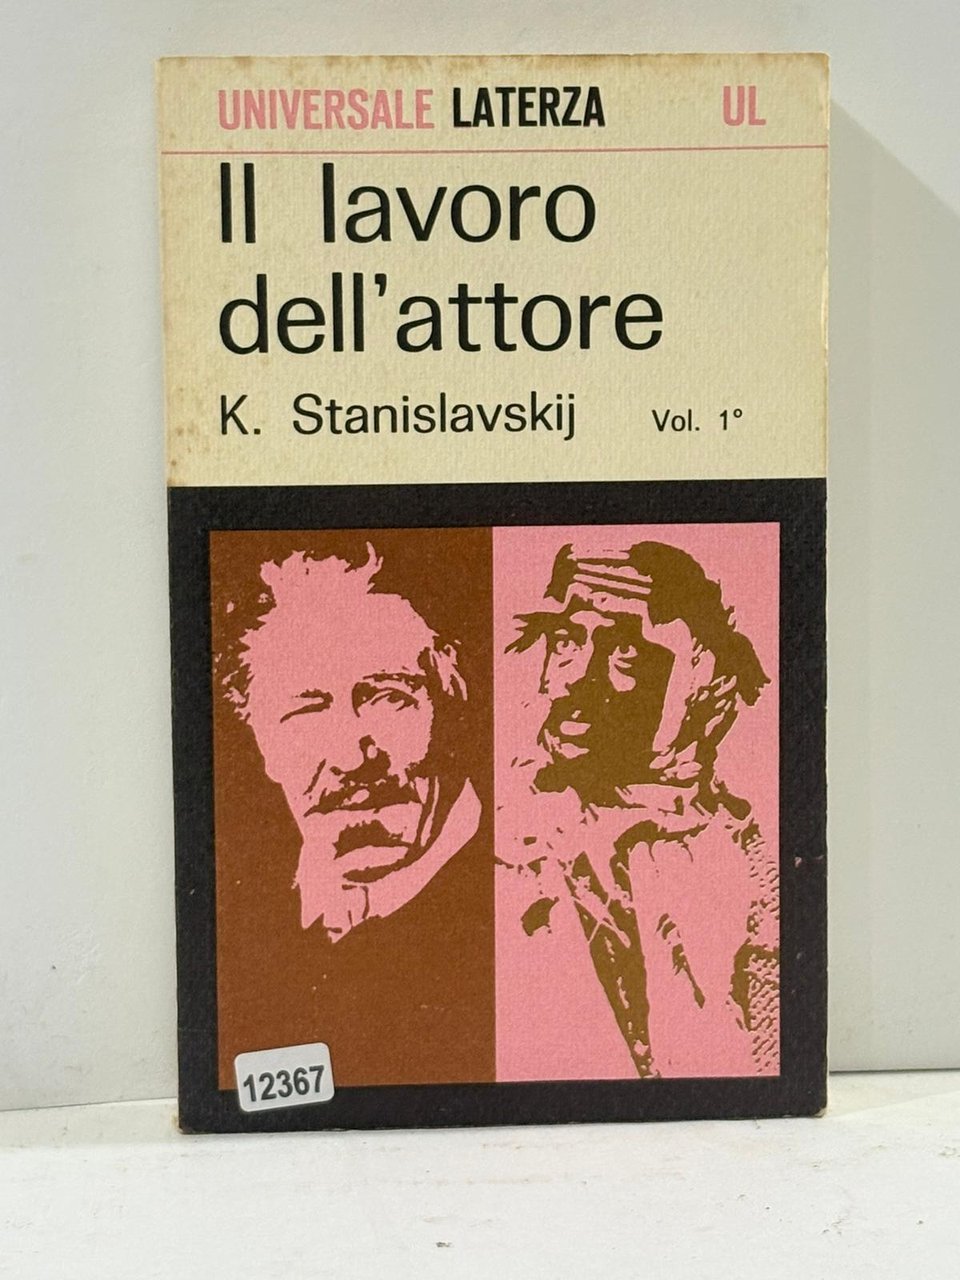 UNIVERSALE LATERZA UL
Il lavoro
dell'attore
K. Stanislavskij Vol. 1°
12367